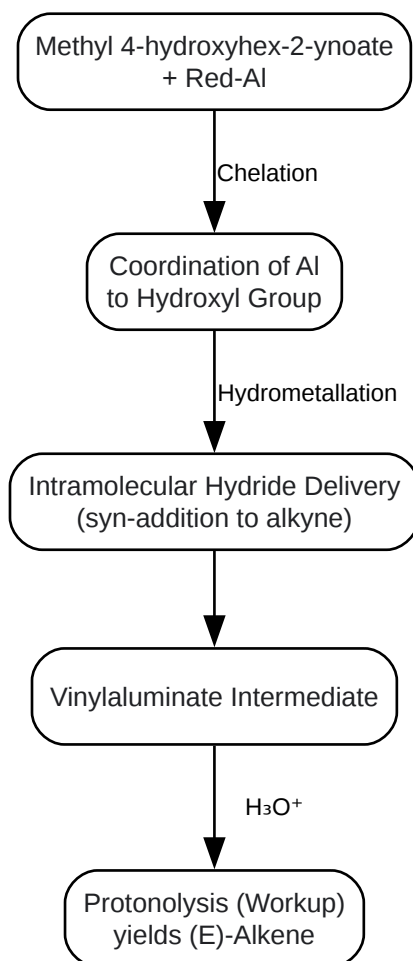 Methyl 4-hydroxyhex-2-ynoate
+ Red-Al
Chelation
Coordination of Al
to Hydroxyl Group
Hydrometallation
Intramolecular Hydride Delivery
(syn-addition to alkyne)
Vinylaluminate Intermediate
H₃O⁺
Protonolysis (Workup)
yields (E)-Alkene